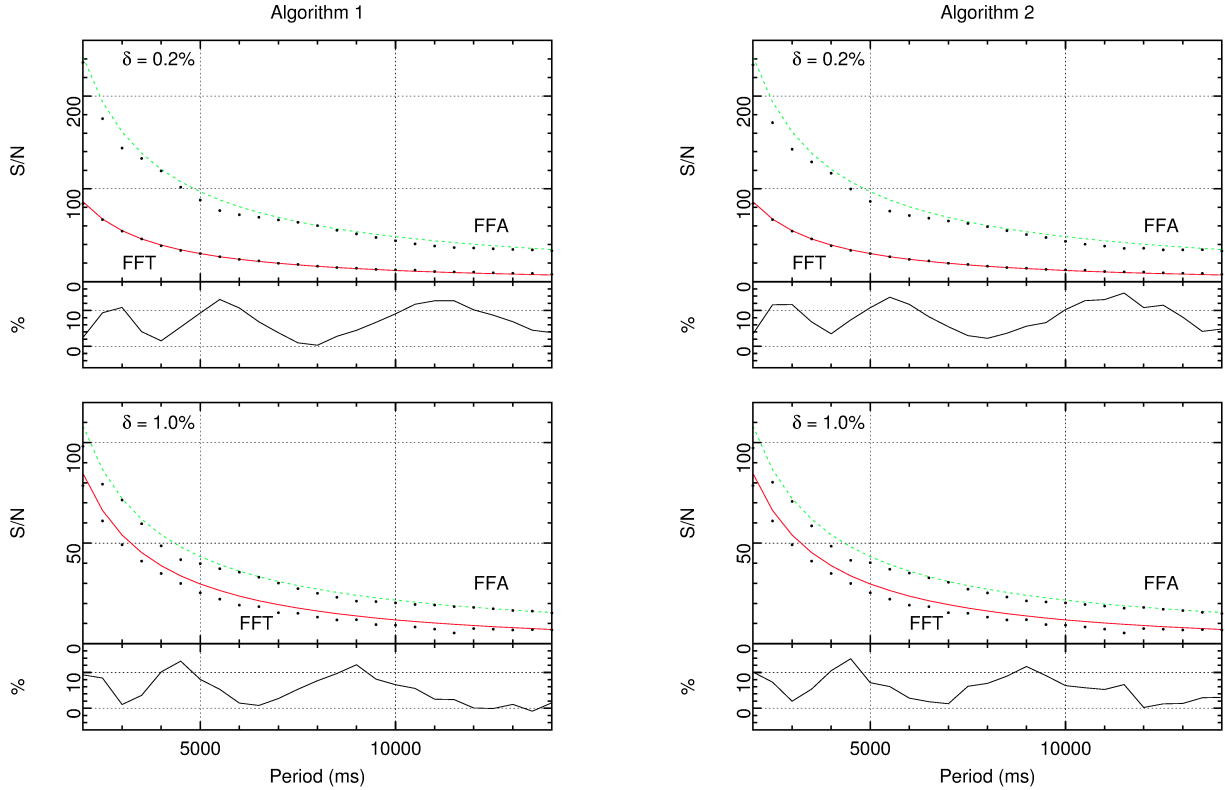 Algorithm 1
δ = 0.2%
200
S/N
100
FFA
FFT
0
10
%
0
δ = 1.0%
100
S/N
50
FFA
FFT
0
10
%
0
5000 10000
Period (ms)
Algorithm 2
δ = 0.2%
200
S/N
100
FFA
FFT
0
10
%
0
δ = 1.0%
100
S/N
50
FFA
FFT
0
10
%
0
5000 10000
Period (ms)